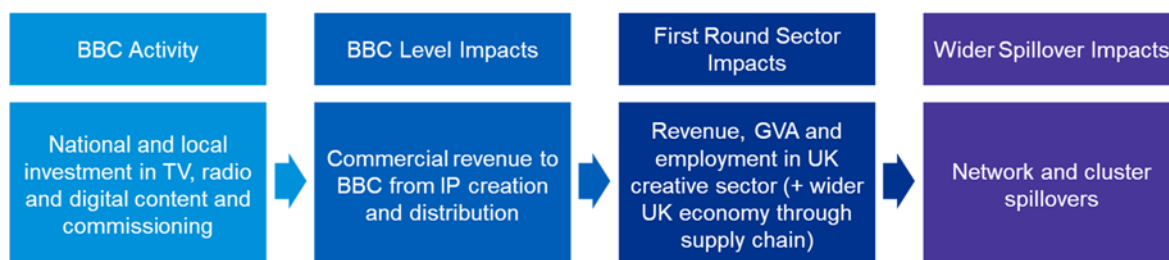 BBC Activity
BBC Level Impacts
First Round Sector
Impacts
Wider Spillover Impacts
National and local
investment in TV, radio
and digital content and
commissioning
Commercial revenue to
BBC from IP creation
and distribution
Revenue, GVA and
employment in UK
creative sector (+ wider
UK economy through
supply chain)
Network and cluster
spillovers